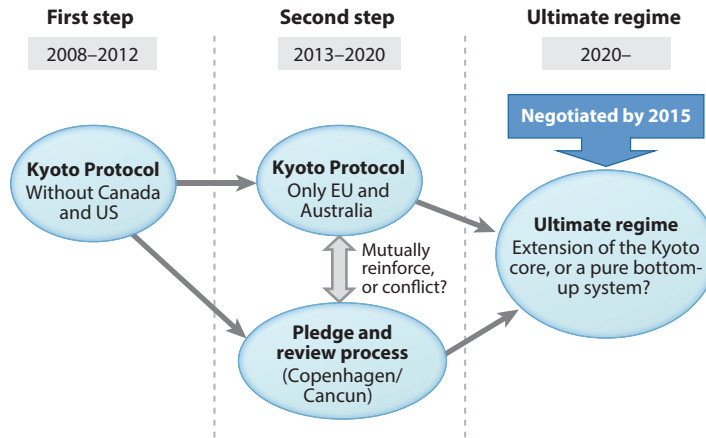 First step
2008–2012
Second step
2013–2020
Ultimate regime
2020–
Negotiated by 2015
Kyoto Protocol
Without Canada
and US
Kyoto Protocol
Only EU and
Australia
Mutually
reinforce,
or conflict?
Pledge and
review process
(Copenhagen/
Cancun)
Ultimate regime
Extension of the Kyoto
core, or a pure bottom-
up system?